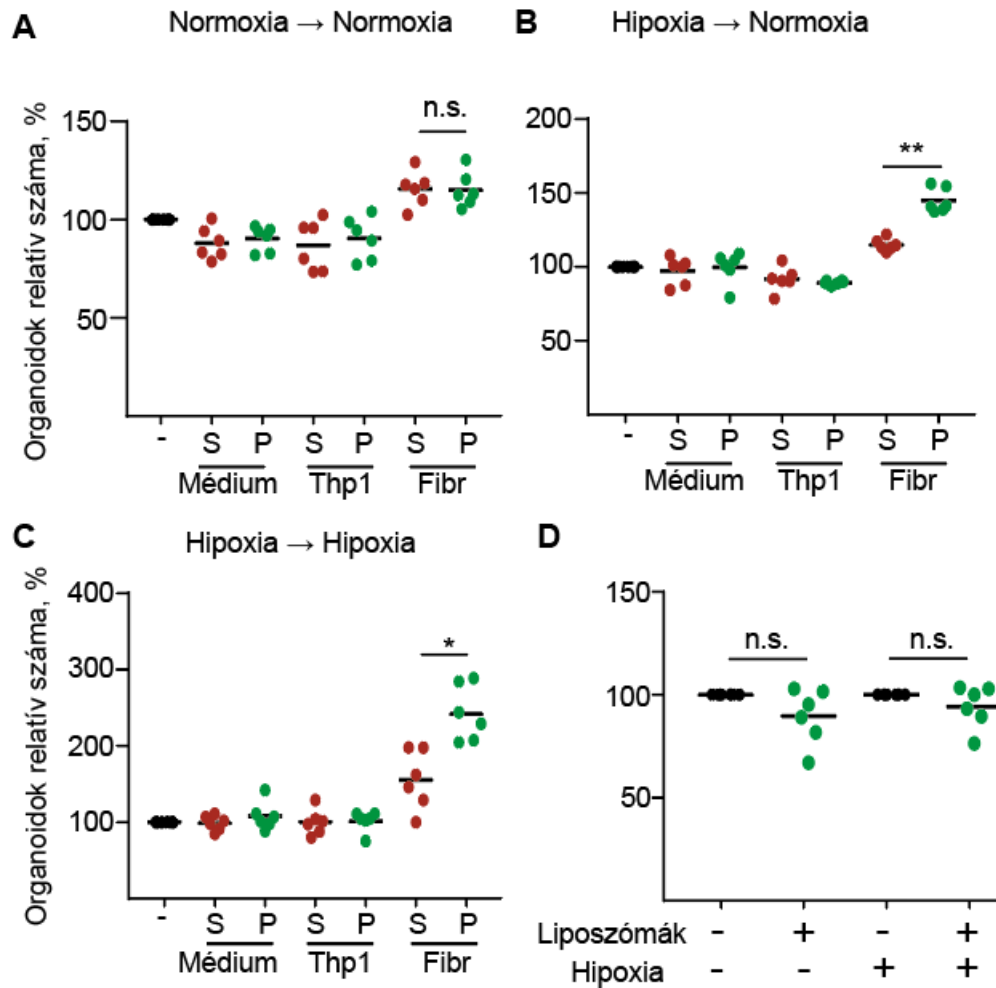 A Normoxia → Normoxia
Organoidok relatív száma, %
150
100
50
n.s.
- S P S P S P
Médium Thp1 Fibr
B Hipoxia → Normoxia
200
150
100
50
**
- S P S P S P
Médium Thp1 Fibr
C Hipoxia → Hipoxia
Organoidok relatív száma, %
400
300
200
100
*
- S P S P S P
Médium Thp1 Fibr
D
150
100
50
n.s. n.s.
Liposzómák - + - +
Hipoxia - - + +